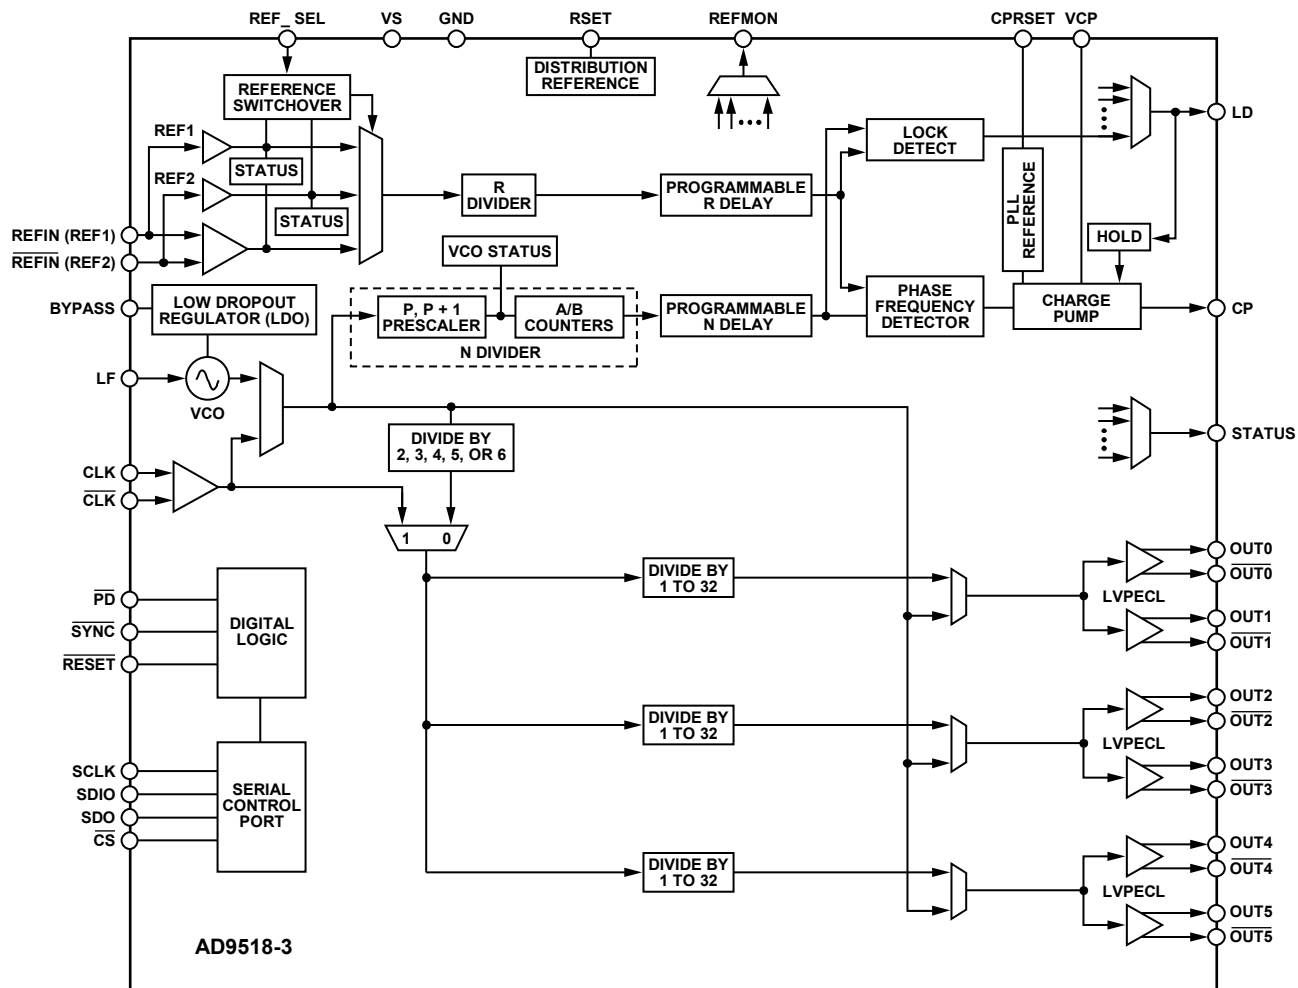 REF_ SEL VS GND RSET REFMON CPRSET VCP
DISTRIBUTION
REFERENCE
REFERENCE
SWITCHOVER
REF1
STATUS
REF2
STATUS
REFIN (REF1)
REFIN (REF2)
R
DIVIDER
PROGRAMMABLE
R DELAY
LOCK
DETECT
LD
PLL
REFERENCE
HOLD
VCO STATUS
BYPASS
LOW DROPOUT
REGULATOR (LDO)
P, P + 1
PRESCALER
A/B
COUNTERS
N DIVIDER
PROGRAMMABLE
N DELAY
PHASE
FREQUENCY
DETECTOR
CHARGE
PUMP
CP
LF
VCO
STATUS
DIVIDE BY
2, 3, 4, 5, OR 6
CLK
CLK
1 0
DIVIDE BY
1 TO 32
LVPECL
OUT0
OUT0
OUT1
OUT1
PD
SYNC
RESET
DIGITAL
LOGIC
DIVIDE BY
1 TO 32
LVPECL
OUT2
OUT2
OUT3
OUT3
SCLK
SDIO
SDO
CS
SERIAL
CONTROL
PORT
DIVIDE BY
1 TO 32
LVPECL
OUT4
OUT4
OUT5
OUT5
AD9518-3